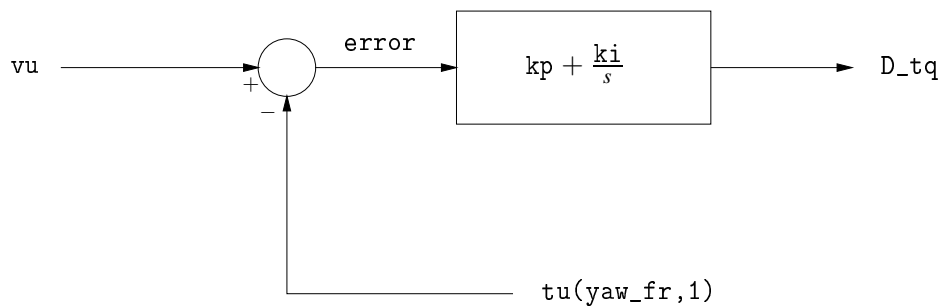 error
vu
+
−
kp + ki/s
D_tq
tu(yaw_fr,1)